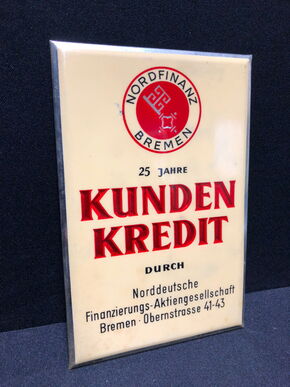 NORDFINANZ
BREMEN
25 JAHRE
KUNDEN
KREDIT
DURCH
Norddeutsche
Finanzierungs-Aktiengesellschaft
Bremen · Obernstrasse 41-43